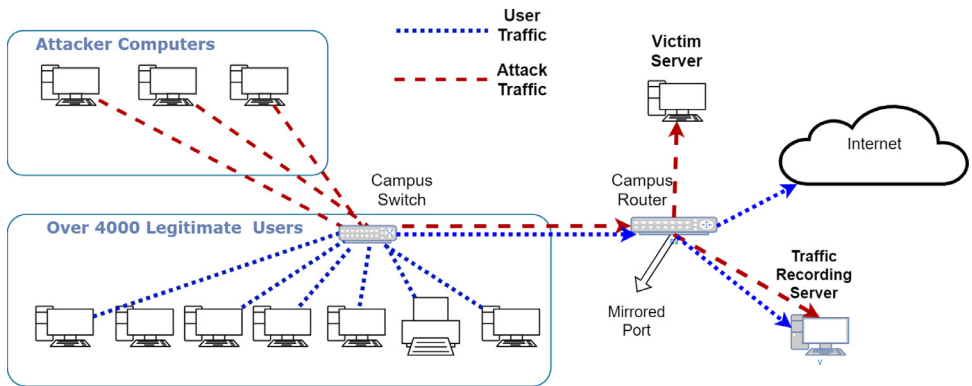 User
Traffic
Attack
Traffic
Attacker Computers
Victim
Server
Internet
Campus
Switch
Campus
Router
Over 4000 Legitimate Users
Mirrored
Port
Traffic
Recording
Server
V